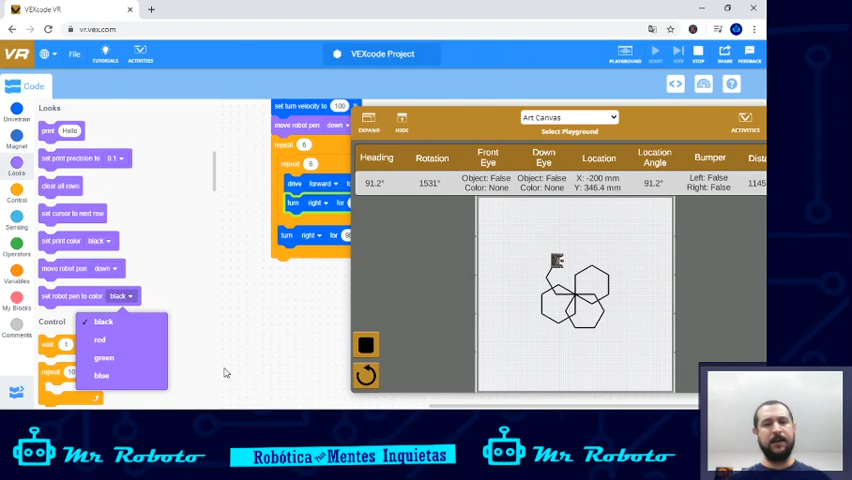 VEXcode VR
vr.vex.com
VR
File
TUTORIALS
ACTIVITIES
VEXcode Project
PLAYGROUND
START
STEP
STOP
SHARE
FEEDBACK
Code
Drivetrain
Magnet
Looks
Control
Sensing
Operators
Variables
My Blocks
Comments
Looks
print Hello
set print precision to 0.1
clear all rows
set cursor to next row
set print color black
move robot pen down
set robot pen to color black
✓ black
red
green
blue
Control
wait 1
repeat 10
set turn velocity to 100
move robot pen down
repeat 6
repeat 6
drive forward for
turn right for
turn right for
EXPAND
HIDE
Art Canvas
Select Playground
ACTIVITIES
Heading Rotation Front Eye Down Eye Location Location Angle Bumper Dista
91.2° 1531° Object: False Color: None Object: False Color: None X: -200 mm Y: 346.4 mm 91.2° Left: False Right: False 1145
Mr Roboto
Robótica Para Mentes Inquietas
Mr Roboto